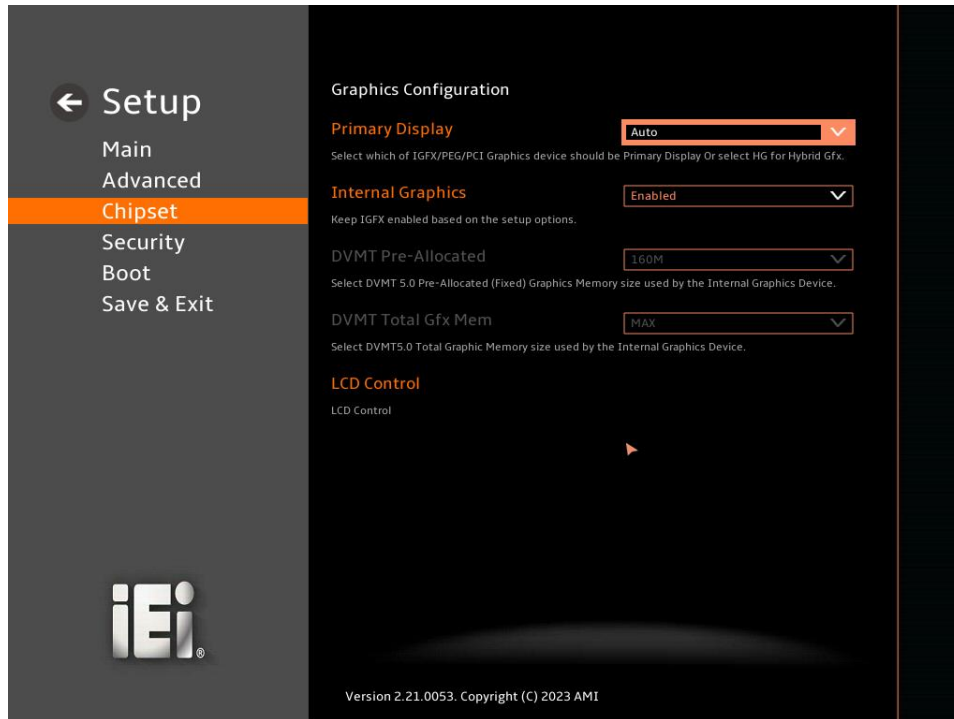 Setup
Main
Advanced
Chipset
Security
Boot
Save & Exit
iEi®
Graphics Configuration
Primary Display
Auto
Select which of IGFX/PEG/PCI Graphics device should be Primary Display Or select HG for Hybrid Gfx.
Internal Graphics
Enabled
Keep IGFX enabled based on the setup options.
DVMT Pre-Allocated
160M
Select DVMT 5.0 Pre-Allocated (Fixed) Graphics Memory size used by the Internal Graphics Device.
DVMT Total Gfx Mem
MAX
Select DVMT5.0 Total Graphic Memory size used by the Internal Graphics Device.
LCD Control
LCD Control
Version 2.21.0053. Copyright (C) 2023 AMI